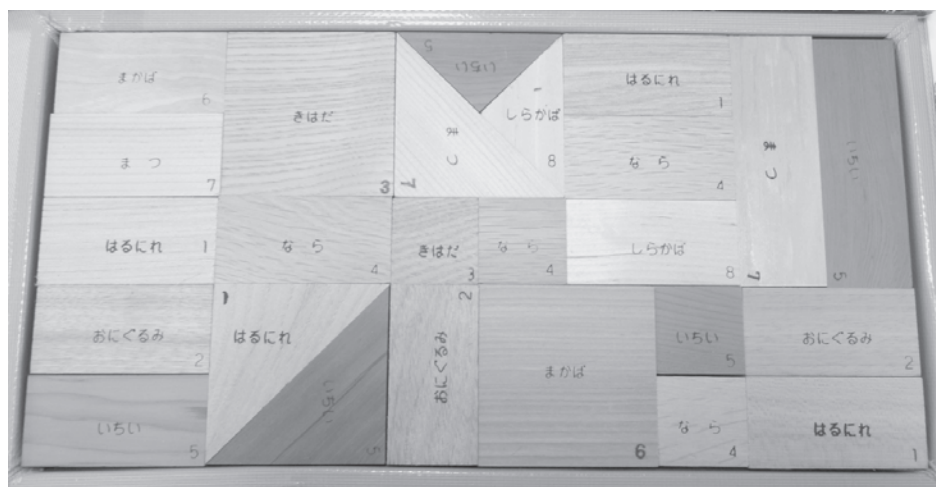 まかば
6
まつ
7
きはだ
3
いちい
5
まつ
7
しらかば
8
はるにれ
1
なら
4
まつ
7
いちい
5
はるにれ 1
なら
4
きはだ
3
なら
4
しらかば
8
おにぐるみ
2
1
はるにれ
いちい
5
2
おにぐるみ
まかば
6
いちい
5
おにぐるみ
2
いちい
5
なら
4
はるにれ
1